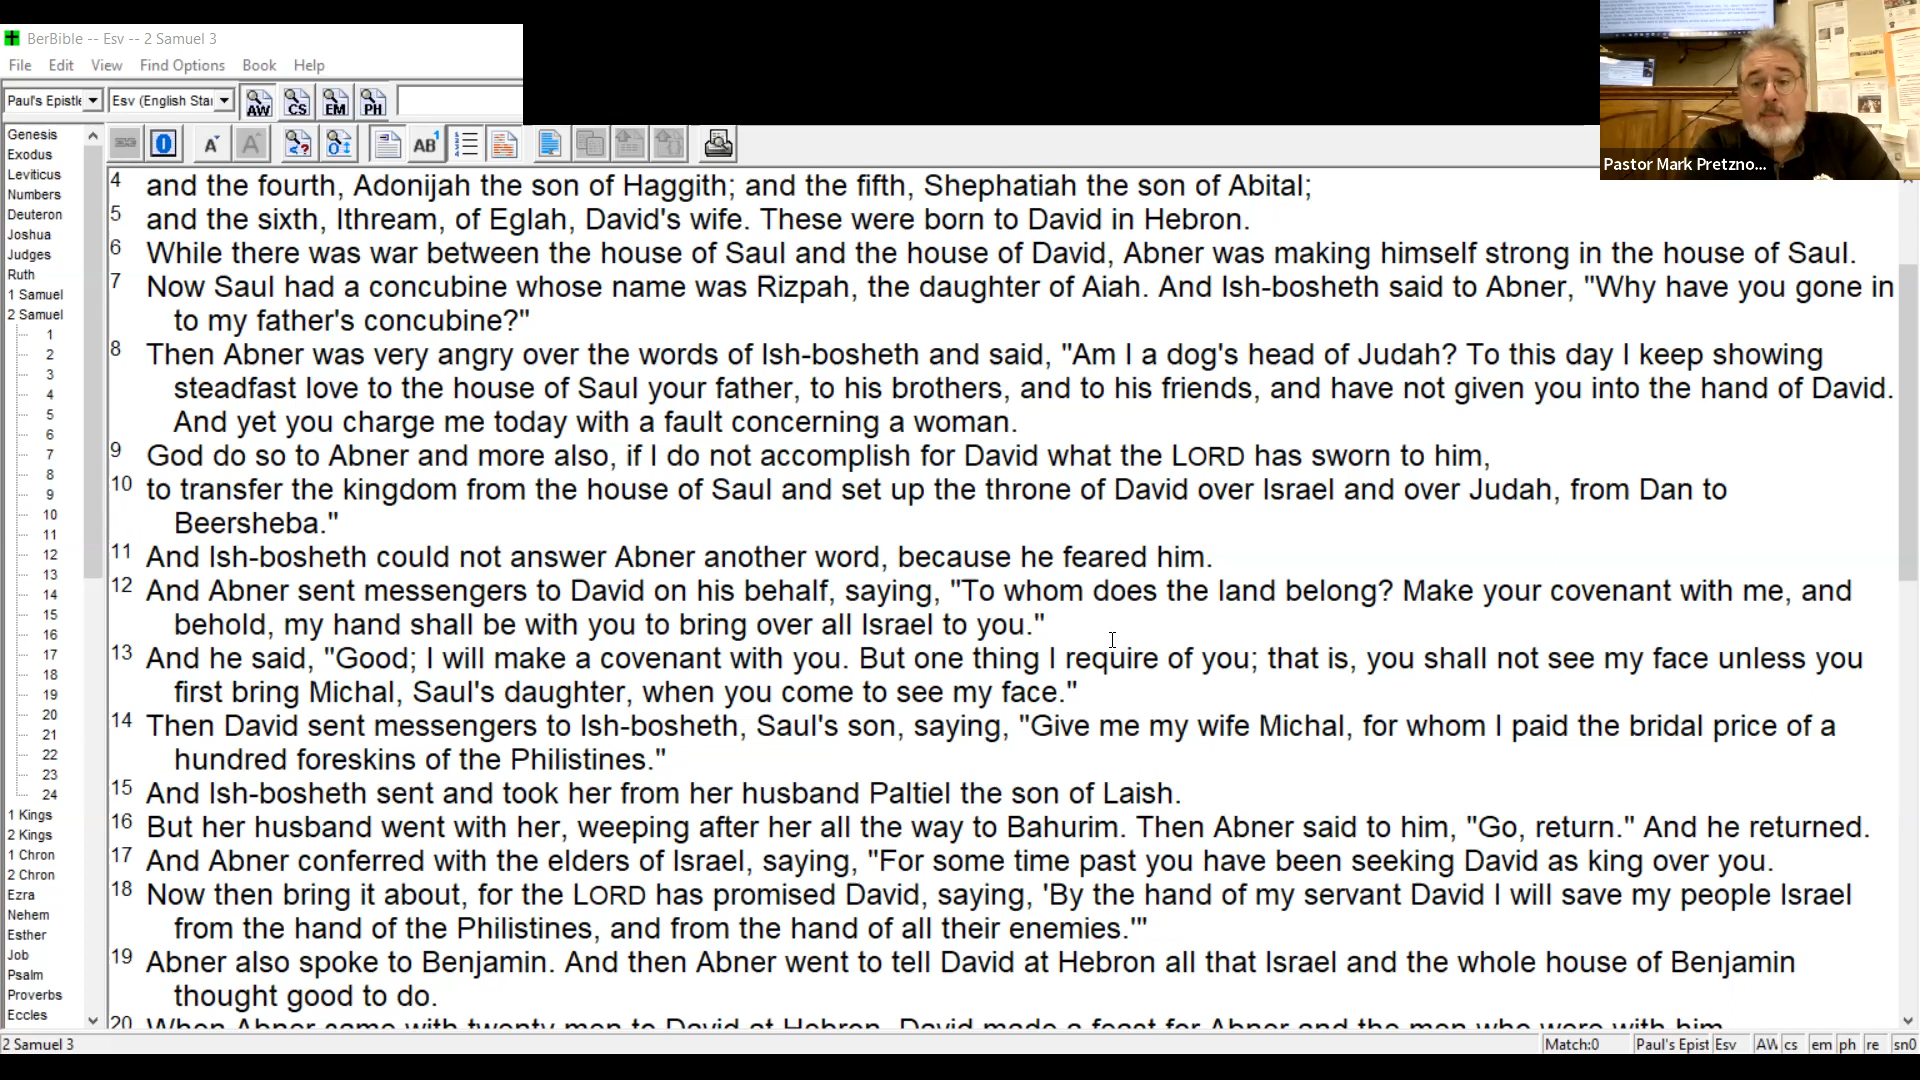 BerBible -- Esv -- 2 Samuel 3
File Edit View Find Options Book Help
Paul's Epistle Esv (English Star AW CS EM PH
A A AB1
Genesis
Exodus
Leviticus
Numbers
Deuteron
Joshua
Judges
Ruth
1 Samuel
2 Samuel
1
2
3
4
5
6
7
8
9
10
11
12
13
14
15
16
17
18
19
20
21
22
23
24
1 Kings
2 Kings
1 Chron
2 Chron
Ezra
Nehem
Esther
Job
Psalm
Proverbs
Eccles
4 and the fourth, Adonijah the son of Haggith; and the fifth, Shephatiah the son of Abital;
5 and the sixth, Ithream, of Eglah, David's wife. These were born to David in Hebron.
6 While there was war between the house of Saul and the house of David, Abner was making himself strong in the house of Saul.
7 Now Saul had a concubine whose name was Rizpah, the daughter of Aiah. And Ish-bosheth said to Abner, "Why have you gone in
to my father's concubine?"
8 Then Abner was very angry over the words of Ish-bosheth and said, "Am I a dog's head of Judah? To this day I keep showing
steadfast love to the house of Saul your father, to his brothers, and to his friends, and have not given you into the hand of David.
And yet you charge me today with a fault concerning a woman.
9 God do so to Abner and more also, if I do not accomplish for David what the LORD has sworn to him,
10 to transfer the kingdom from the house of Saul and set up the throne of David over Israel and over Judah, from Dan to
Beersheba."
11 And Ish-bosheth could not answer Abner another word, because he feared him.
12 And Abner sent messengers to David on his behalf, saying, "To whom does the land belong? Make your covenant with me, and
behold, my hand shall be with you to bring over all Israel to you."
13 And he said, "Good; I will make a covenant with you. But one thing I require of you; that is, you shall not see my face unless you
first bring Michal, Saul's daughter, when you come to see my face."
14 Then David sent messengers to Ish-bosheth, Saul's son, saying, "Give me my wife Michal, for whom I paid the bridal price of a
hundred foreskins of the Philistines."
15 And Ish-bosheth sent and took her from her husband Paltiel the son of Laish.
16 But her husband went with her, weeping after her all the way to Bahurim. Then Abner said to him, "Go, return." And he returned.
17 And Abner conferred with the elders of Israel, saying, "For some time past you have been seeking David as king over you.
18 Now then bring it about, for the LORD has promised David, saying, 'By the hand of my servant David I will save my people Israel
from the hand of the Philistines, and from the hand of all their enemies.'"
19 Abner also spoke to Benjamin. And then Abner went to tell David at Hebron all that Israel and the whole house of Benjamin
thought good to do.
20 When Abner came with twenty men to David at Hebron, David made a feast for Abner and the men who were with him
2 Samuel 3 Match:0 Paul's Epist Esv AW cs em ph re sn0
Pastor Mark Pretzno...